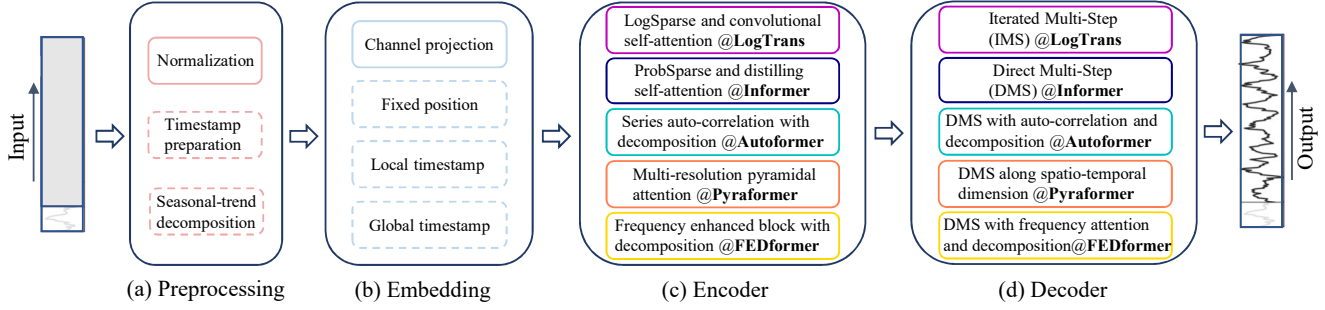 Input
Normalization
Timestamp
preparation
Seasonal-trend
decomposition
(a) Preprocessing
Channel projection
Fixed position
Local timestamp
Global timestamp
(b) Embedding
LogSparse and convolutional
self-attention @LogTrans
ProbSparse and distilling
self-attention @Informer
Series auto-correlation with
decomposition @Autoformer
Multi-resolution pyramidal
attention @Pyraformer
Frequency enhanced block with
decomposition @FEDformer
(c) Encoder
Iterated Multi-Step
(IMS) @LogTrans
Direct Multi-Step
(DMS) @Informer
DMS with auto-correlation and
decomposition @Autoformer
DMS along spatio-temporal
dimension @Pyraformer
DMS with frequency attention
and decomposition@FEDformer
(d) Decoder
Output